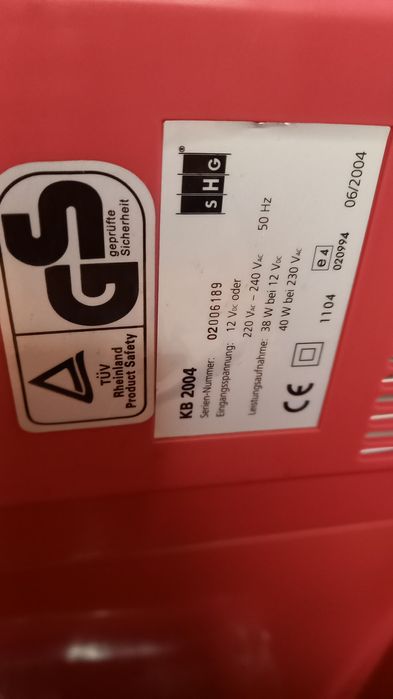 GS
geprüfte
Sicherheit
TÜV
Rheinland
Product Safety
SHG®
KB 2004
Serien-Nummer: 02006189
Eingangsspannung: 12 VDC oder
220 VAC – 240 VAC 50 Hz
Leistungsaufnahme: 38 W bei 12 VDC
40 W bei 230 VAC
CE
1104
e4
020994
06/2004